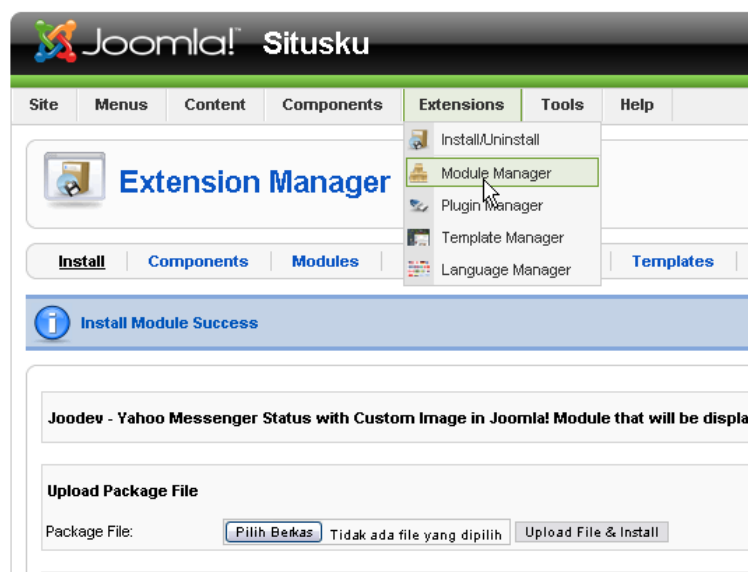 Joomla! Situsku
Site Menus Content Components Extensions Tools Help
Install/Uninstall
Extension Manager
Module Manager
Plugin Manager
Template Manager
Language Manager
Install Components Modules Templates
Install Module Success
Joodev - Yahoo Messenger Status with Custom Image in Joomla! Module that will be displa
Upload Package File
Package File: Pilih Berkas Tidak ada file yang dipilih Upload File & Install